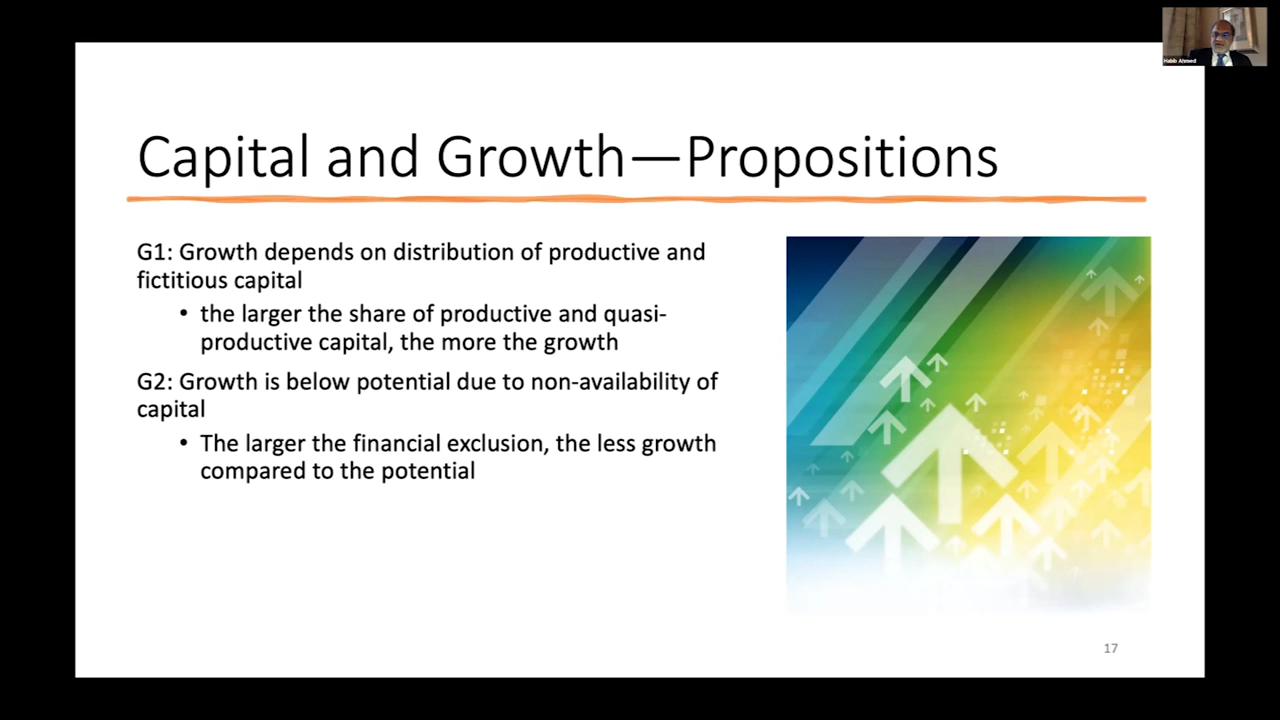 Habib Ahmed
Capital and Growth—Propositions
G1: Growth depends on distribution of productive and
fictitious capital
• the larger the share of productive and quasi-
productive capital, the more the growth
G2: Growth is below potential due to non-availability of
capital
• The larger the financial exclusion, the less growth
compared to the potential
17